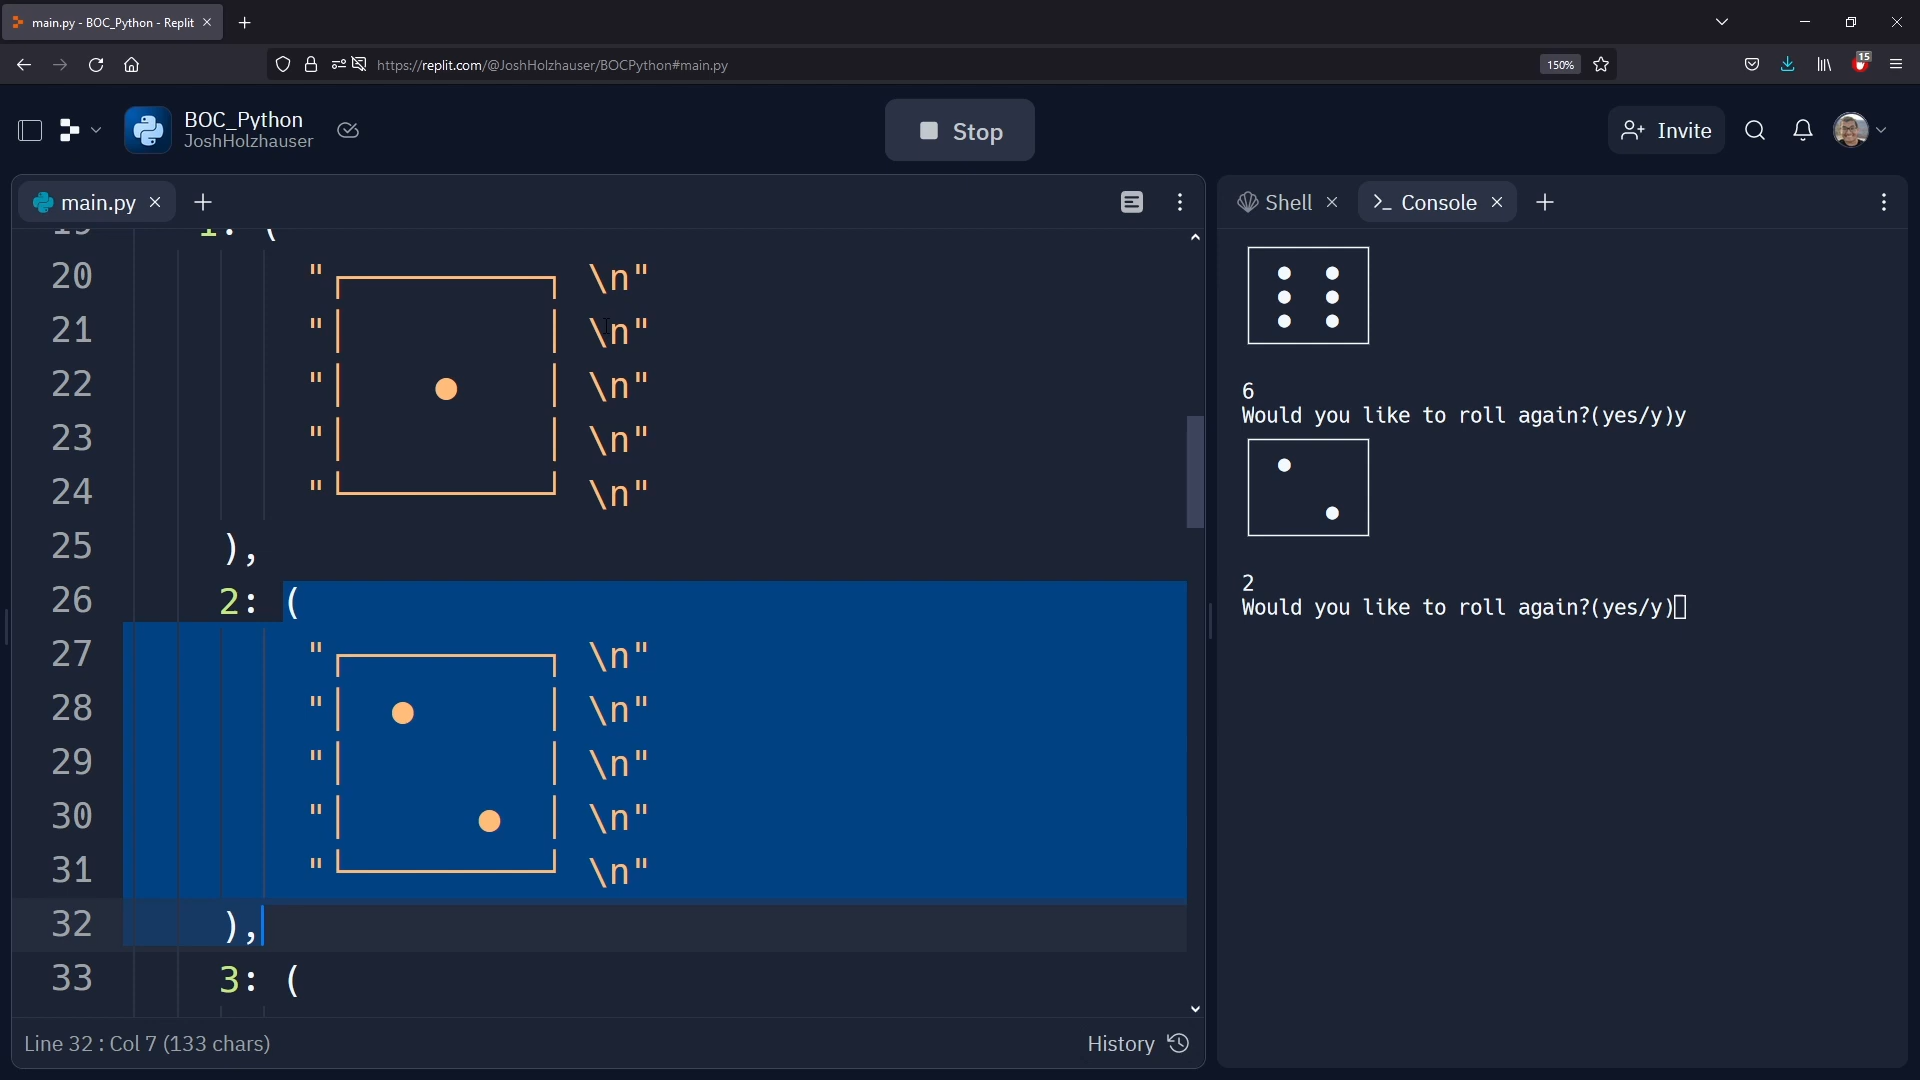 main.py - BOC_Python - Replit
https://replit.com/@JoshHolzhauser/BOCPython#main.py
150%
15
BOC_Python
JoshHolzhauser
Stop
Invite
main.py
Shell
Console
19 1: (
20 "┌──────────┐ \n"
21 "│ │ \n"
22 "│ ● │ \n"
23 "│ │ \n"
24 "└──────────┘ \n"
25 ),
26 2: (
27 "┌──────────┐ \n"
28 "│ ● │ \n"
29 "│ │ \n"
30 "│ ● │ \n"
31 "└──────────┘ \n"
32 ),
33 3: (
Line 32 : Col 7 (133 chars)
History
6
Would you like to roll again?(yes/y)y
2
Would you like to roll again?(yes/y)